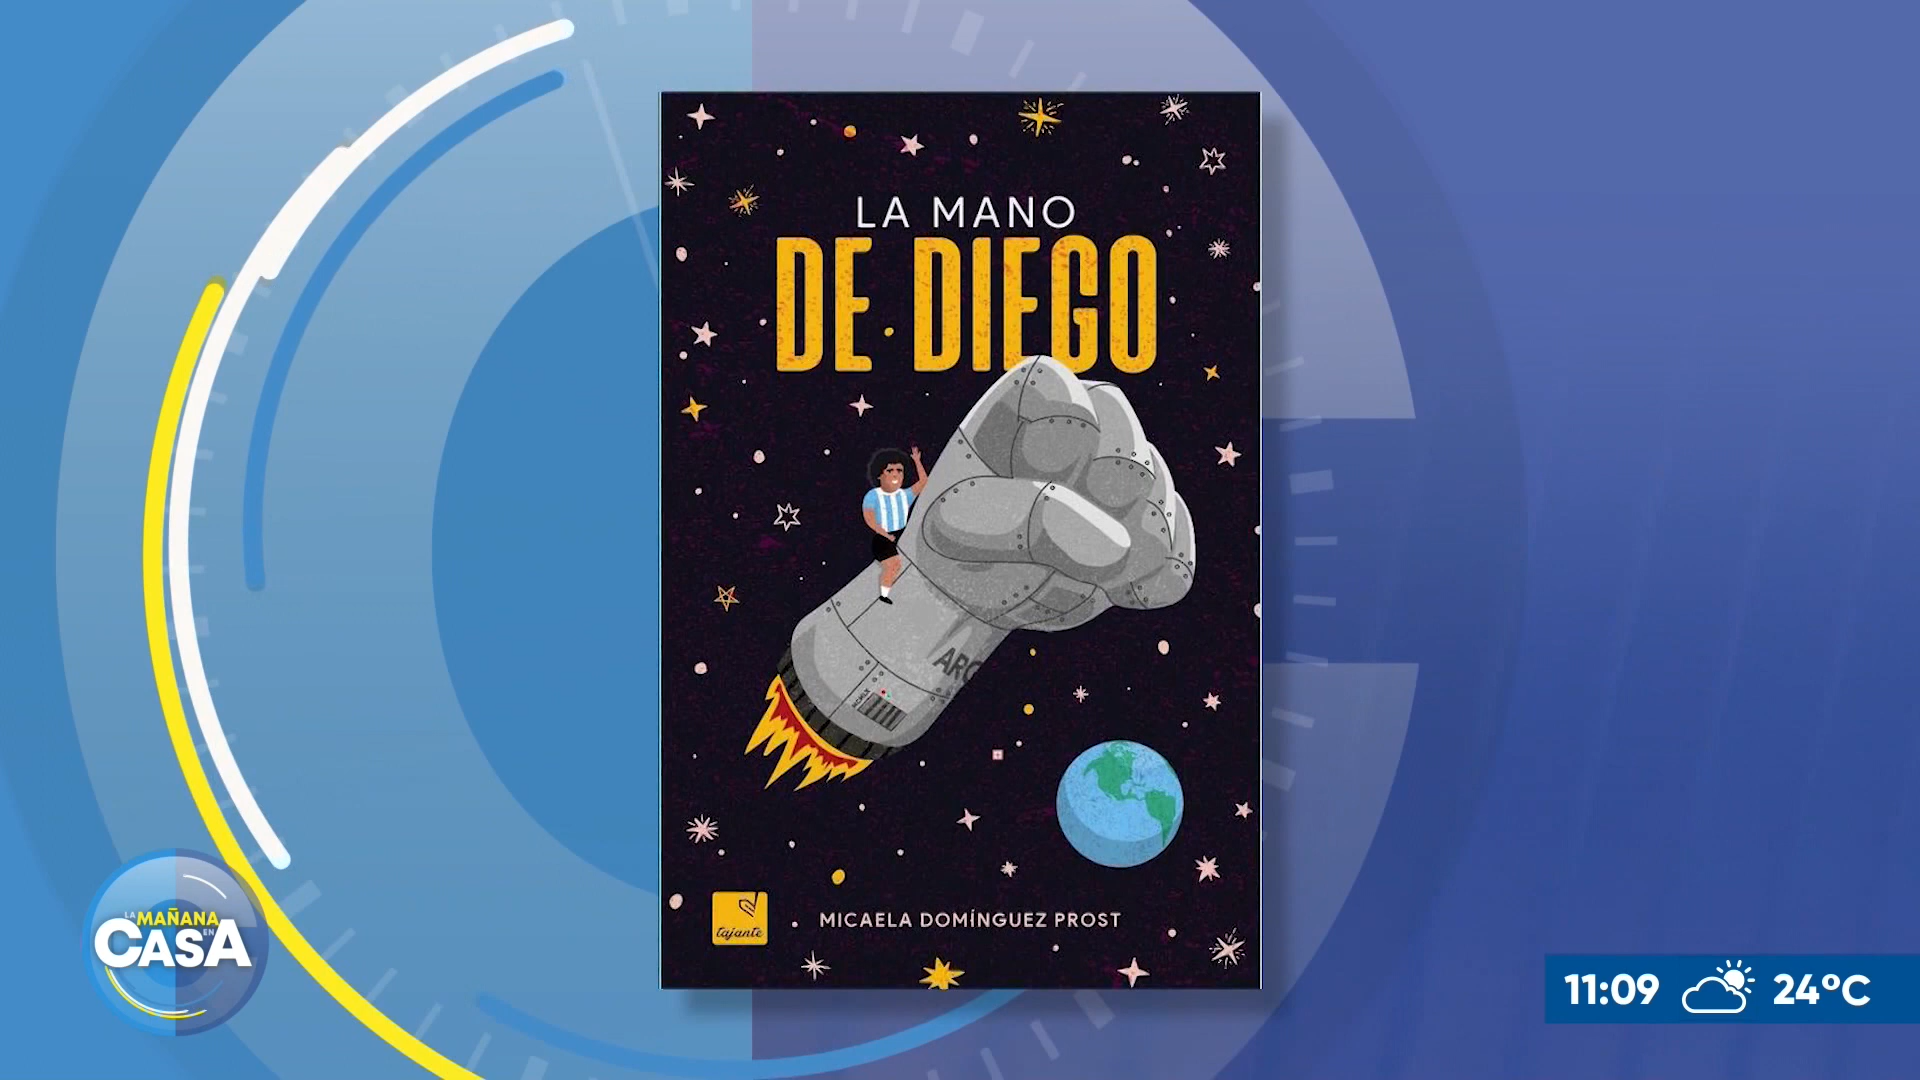 LA MANO
DE DIEGO
ARG
tajante
MICAELA DOMÍNGUEZ PROST
LA MAÑANA
EN
CASA
11:09 24°C